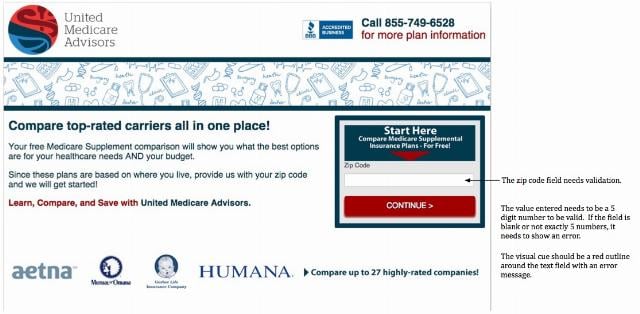 United
Medicare
Advisors
BBB
ACCREDITED
BUSINESS
Call 855-749-6528
for more plan information
Compare top-rated carriers all in one place!
Your free Medicare Supplement comparison will show you what the best options
are for your healthcare needs AND your budget.
Since these plans are based on where you live, provide us with your zip code
and we will get started!
Learn, Compare, and Save with United Medicare Advisors.
Start Here
Compare Medicare Supplemental
Insurance Plans - For Free!
Zip Code
CONTINUE >
The zip code field needs validation.
The value entered needs to be a 5
digit number to be valid. If the field is
blank or not exactly 5 numbers, it
needs to show an error.
The visual cue should be a red outline
around the text field with an error
message.
aetna
Mutual of Omaha
Gerber Life
Insurance Company
HUMANA.
Compare up to 27 highly-rated companies!